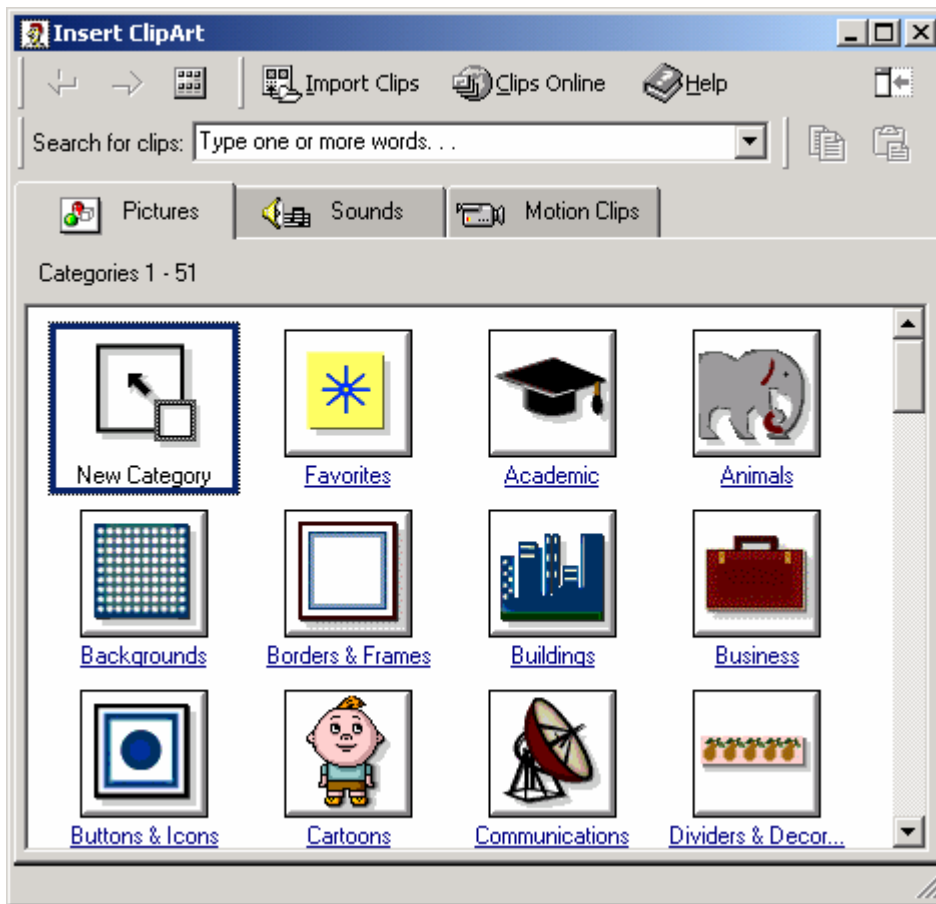 Insert ClipArt
Import Clips Clips Online Help
Search for clips: Type one or more words. . .
Pictures Sounds Motion Clips
Categories 1 - 51
New Category Favorites Academic Animals
Backgrounds Borders & Frames Buildings Business
Buttons & Icons Cartoons Communications Dividers & Decor...